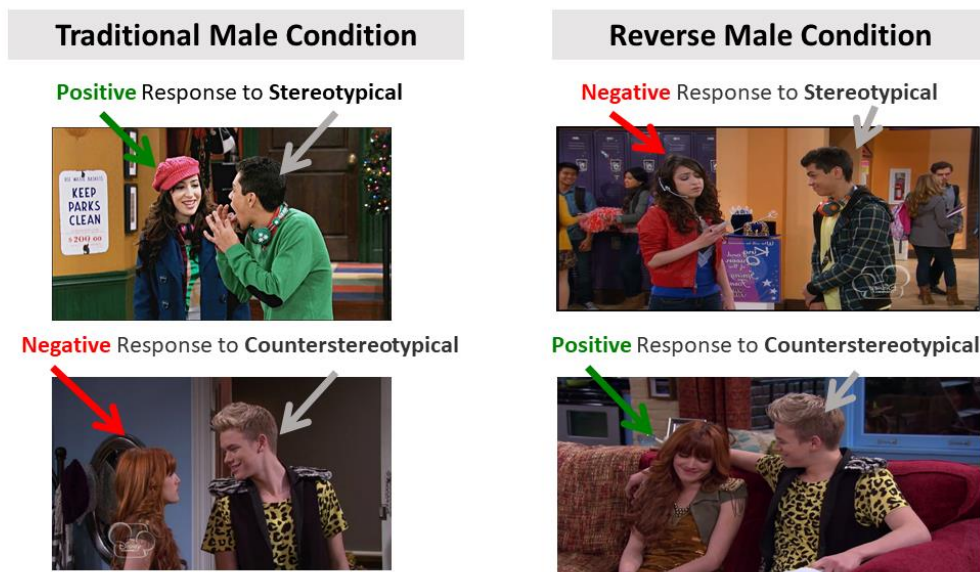 Traditional Male Condition
Positive Response to Stereotypical
KEEP
PARKS
CLEAN
$200.00
Negative Response to Counterstereotypical
Reverse Male Condition
Negative Response to Stereotypical
Positive Response to Counterstereotypical